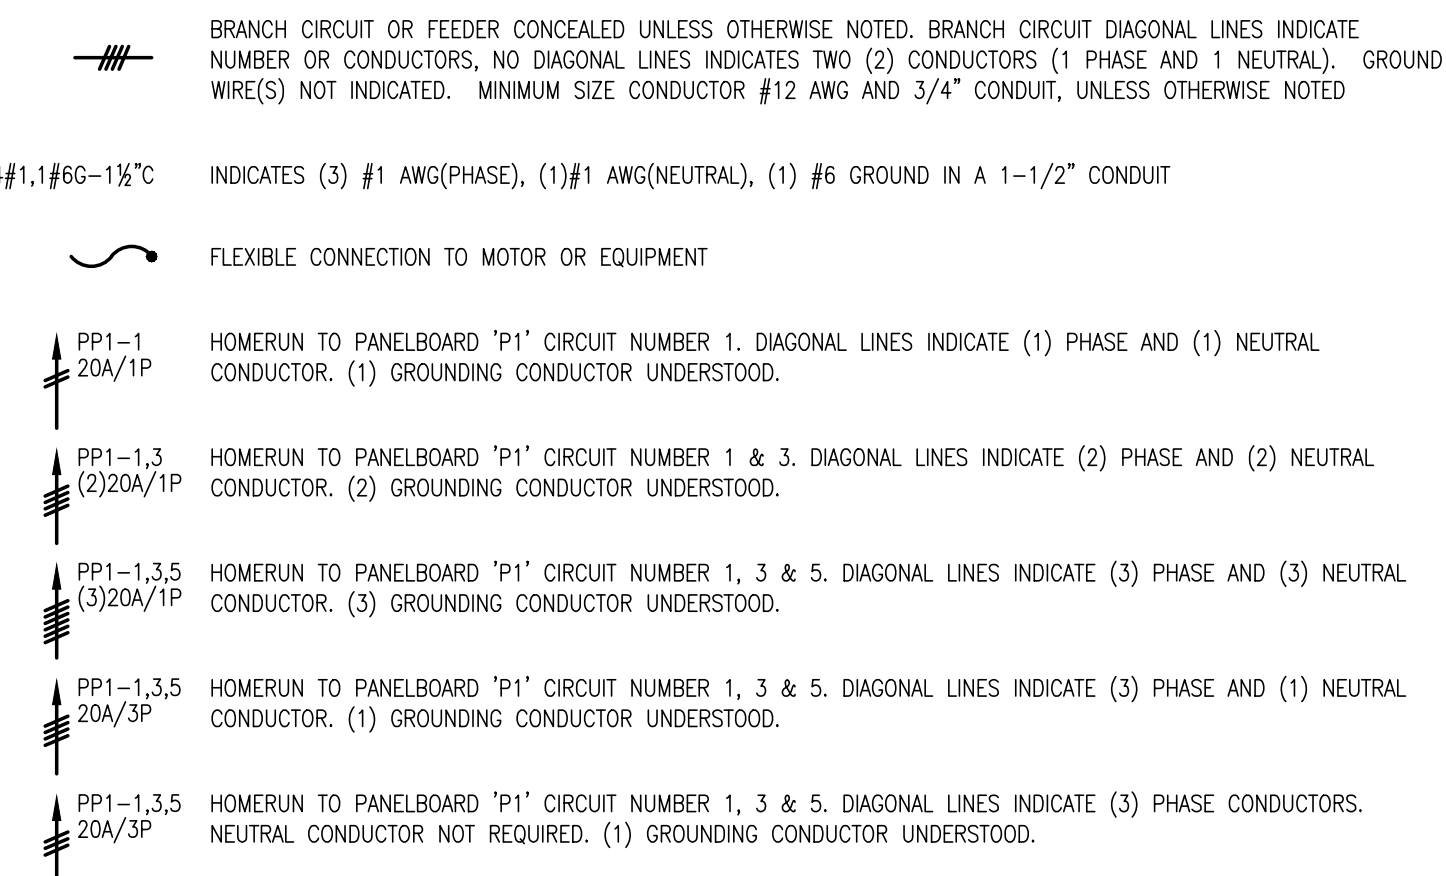 BRANCH CIRCUIT OR FEEDER CONCEALED UNLESS OTHERWISE NOTED. BRANCH CIRCUIT DIAGONAL LINES INDICATE
NUMBER OR CONDUCTORS, NO DIAGONAL LINES INDICATES TWO (2) CONDUCTORS (1 PHASE AND 1 NEUTRAL). GROUND
WIRE(S) NOT INDICATED. MINIMUM SIZE CONDUCTOR #12 AWG AND 3/4" CONDUIT, UNLESS OTHERWISE NOTED
#1,1#6G-1½"C INDICATES (3) #1 AWG(PHASE), (1)#1 AWG(NEUTRAL), (1) #6 GROUND IN A 1-1/2" CONDUIT
FLEXIBLE CONNECTION TO MOTOR OR EQUIPMENT
PP1-1 HOMERUN TO PANELBOARD 'P1' CIRCUIT NUMBER 1. DIAGONAL LINES INDICATE (1) PHASE AND (1) NEUTRAL
20A/1P CONDUCTOR. (1) GROUNDING CONDUCTOR UNDERSTOOD.
PP1-1,3 HOMERUN TO PANELBOARD 'P1' CIRCUIT NUMBER 1 & 3. DIAGONAL LINES INDICATE (2) PHASE AND (2) NEUTRAL
(2)20A/1P CONDUCTOR. (2) GROUNDING CONDUCTOR UNDERSTOOD.
PP1-1,3,5 HOMERUN TO PANELBOARD 'P1' CIRCUIT NUMBER 1, 3 & 5. DIAGONAL LINES INDICATE (3) PHASE AND (3) NEUTRAL
(3)20A/1P CONDUCTOR. (3) GROUNDING CONDUCTOR UNDERSTOOD.
PP1-1,3,5 HOMERUN TO PANELBOARD 'P1' CIRCUIT NUMBER 1, 3 & 5. DIAGONAL LINES INDICATE (3) PHASE AND (1) NEUTRAL
20A/3P CONDUCTOR. (1) GROUNDING CONDUCTOR UNDERSTOOD.
PP1-1,3,5 HOMERUN TO PANELBOARD 'P1' CIRCUIT NUMBER 1, 3 & 5. DIAGONAL LINES INDICATE (3) PHASE CONDUCTORS.
20A/3P NEUTRAL CONDUCTOR NOT REQUIRED. (1) GROUNDING CONDUCTOR UNDERSTOOD.